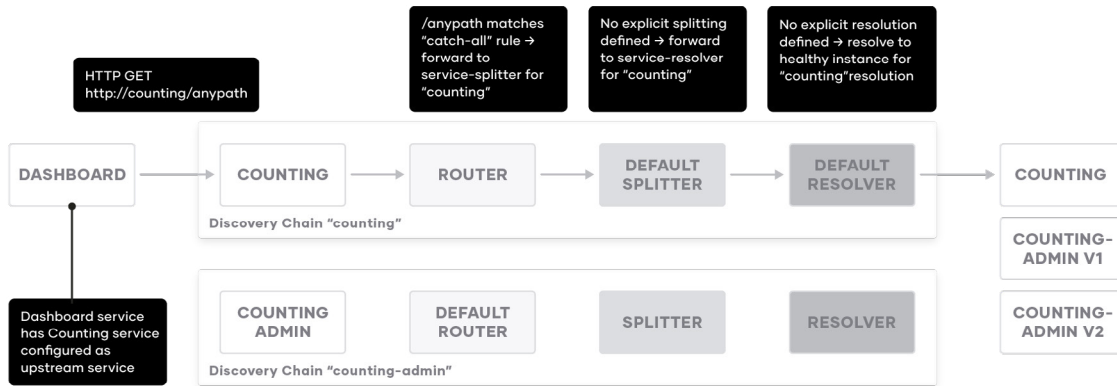 /anypath matches
“catch-all” rule →
forward to
service-splitter for
“counting”
No explicit splitting
defined → forward
to service-resolver
for “counting”
No explicit resolution
defined → resolve to
healthy instance for
“counting”resolution
HTTP GET
http://counting/anypath
DASHBOARD
COUNTING
ROUTER
DEFAULT
SPLITTER
DEFAULT
RESOLVER
COUNTING
Discovery Chain “counting”
COUNTING-
ADMIN V1
Dashboard service
has Counting service
configured as
upstream service
COUNTING
ADMIN
DEFAULT
ROUTER
SPLITTER
RESOLVER
COUNTING-
ADMIN V2
Discovery Chain “counting-admin”